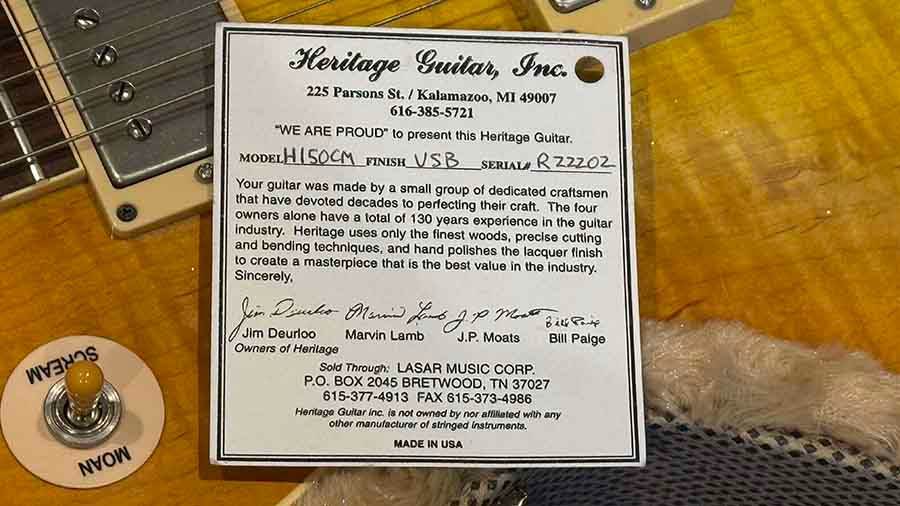 Heritage Guitar, Inc.
225 Parsons St. / Kalamazoo, MI 49007
616-385-5721
"WE ARE PROUD" to present this Heritage Guitar.
MODEL H150CM FINISH VSB SERIAL# R22202
Your guitar was made by a small group of dedicated craftsmen
that have devoted decades to perfecting their craft. The four
owners alone have a total of 130 years experience in the guitar
industry. Heritage uses only the finest woods, precise cutting
and bending techniques, and hand polishes the lacquer finish
to create a masterpiece that is the best value in the industry.
Sincerely,
Jim Deurloo Marvin Lamb J.P Moats Bill Paige
Jim Deurloo Marvin Lamb J.P. Moats Bill Paige
Owners of Heritage
Sold Through: LASAR MUSIC CORP.
P.O. BOX 2045 BRETWOOD, TN 37027
615-377-4913 FAX 615-373-4986
Heritage Guitar inc. is not owned by nor affiliated with any
other manufacturer of stringed instruments.
MADE IN USA
SCREAM
MOAN